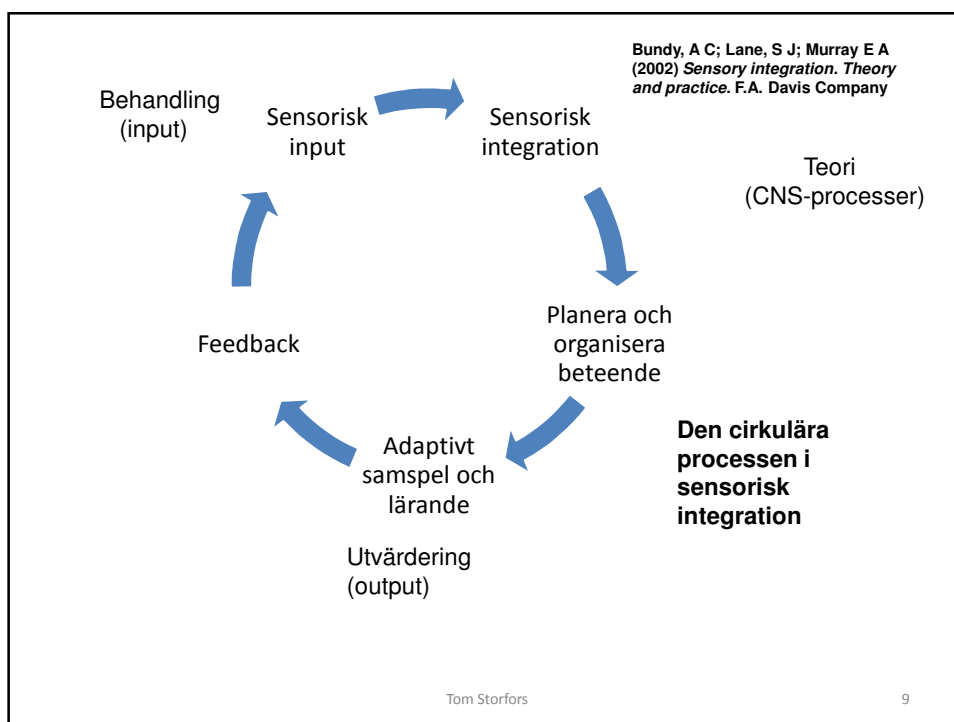 Bundy, A C; Lane, S J; Murray E A
(2002) Sensory integration. Theory
and practice. F.A. Davis Company
Behandling
(input)
Sensorisk
input
Sensorisk
integration
Teori
(CNS-processer)
Planera och
organisera
beteende
Feedback
Adaptivt
samspel och
lärande
Den cirkulära
processen i
sensorisk
integration
Utvärdering
(output)
Tom Storfors
9